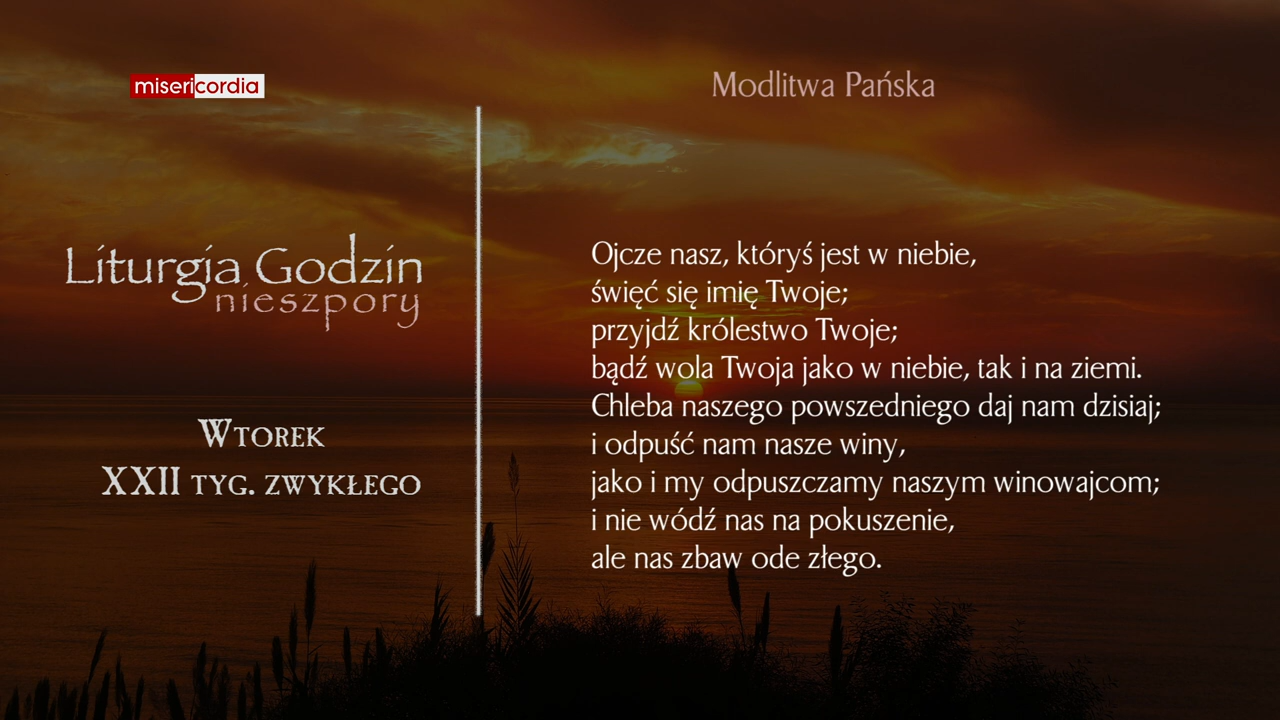 misericordia
Liturgia Godzin
nieszpory
Wtorek
XXII tyg. zwykłego
Modlitwa Pańska
Ojcze nasz, któryś jest w niebie,
święć się imię Twoje;
przyjdź królestwo Twoje;
bądź wola Twoja jako w niebie, tak i na ziemi.
Chleba naszego powszedniego daj nam dzisiaj;
i odpuść nam nasze winy,
jako i my odpuszczamy naszym winowajcom;
i nie wódź nas na pokuszenie,
ale nas zbaw ode złego.